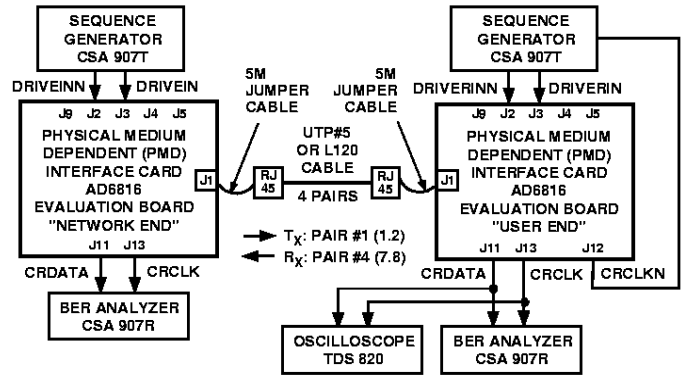 SEQUENCE
GENERATOR
CSA 907T
DRIVEINN
DRIVEIN
J9 J2 J3 J4 J5
PHYSICAL MEDIUM
DEPENDENT (PMD)
INTERFACE CARD
AD6816
EVALUATION BOARD
"NETWORK END"
J1
J11 J13
CRDATA
CRCLK
BER ANALYZER
CSA 907R
5M
JUMPER
CABLE
RJ
45
UTP#5
OR L120
CABLE
4 PAIRS
RJ
45
5M
JUMPER
CABLE
TX: PAIR #1 (1.2)
RX: PAIR #4 (7.8)
SEQUENCE
GENERATOR
CSA 907T
DRIVERINN
DRIVERIN
J9 J2 J3 J4 J5
PHYSICAL MEDIUM
DEPENDENT (PMD)
INTERFACE CARD
AD6816
EVALUATION BOARD
"USER END"
J1
J11 J13 J12
CRDATA
CRCLK
CRCLKN
OSCILLOSCOPE
TDS 820
BER ANALYZER
CSA 907R